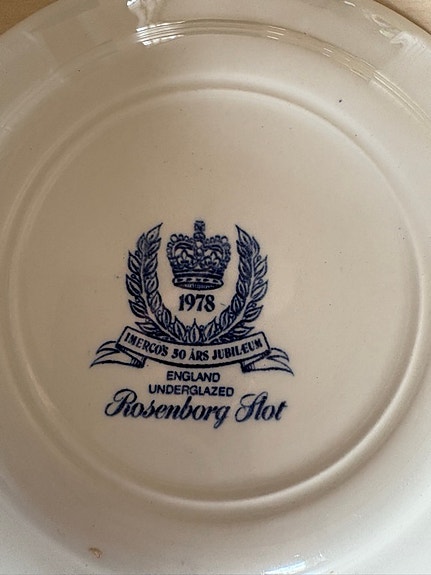 1978
IMERCO'S 50 ÅRS JUBILÆUM
ENGLAND
UNDERGLAZED
Rosenborg Slot